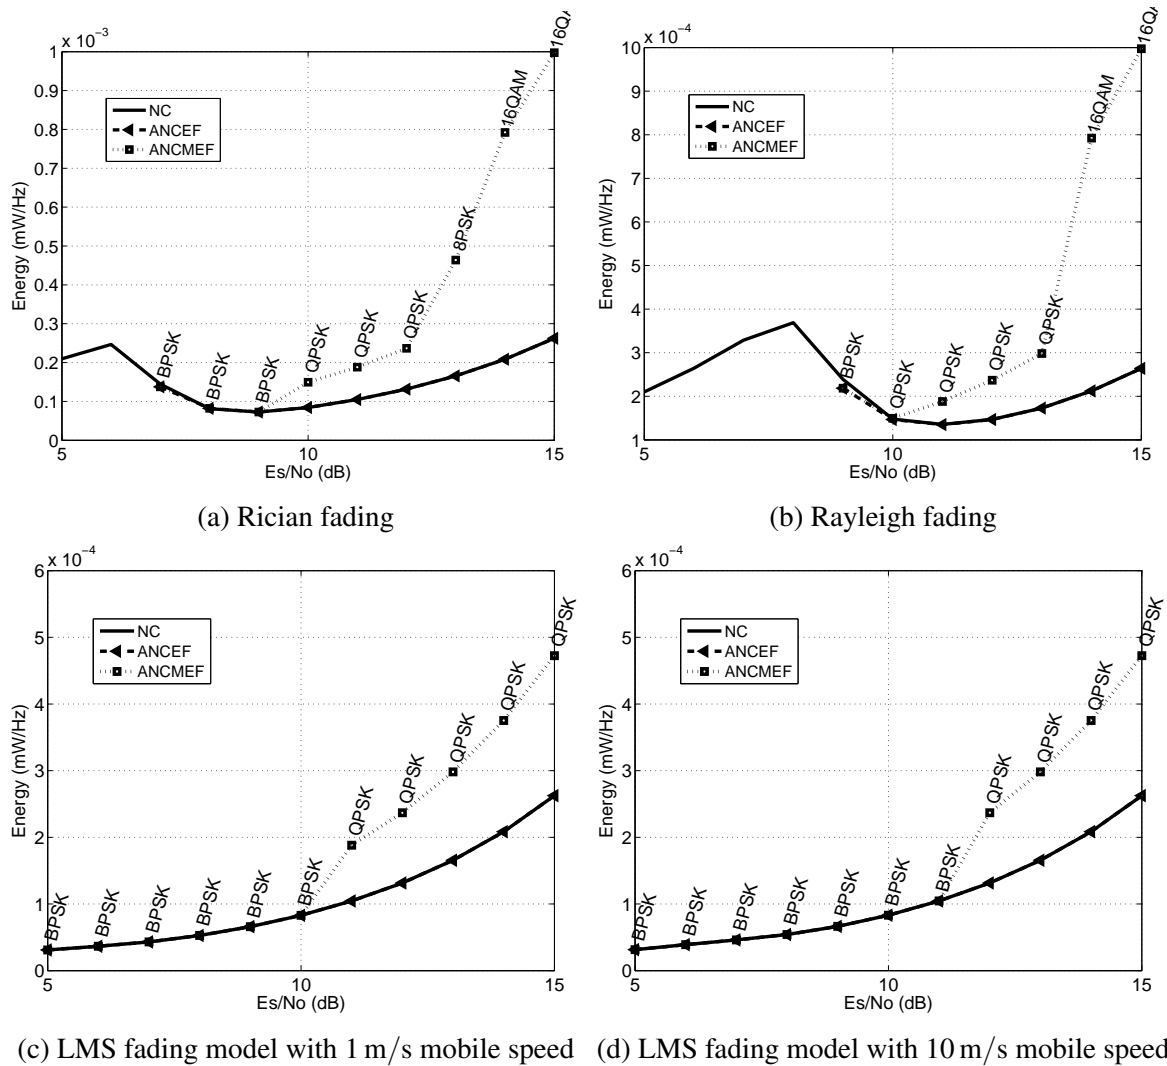 x 10−3
1
0.9
0.8
0.7
0.6
0.5
0.4
0.3
0.2
0.1
0
5
10
15
Energy (mW/Hz)
Es/No (dB)
NC
ANCEF
ANCMEF
BPSK
BPSK
BPSK
QPSK
QPSK
QPSK
8PSK
16QAM
(a) Rician fading
x 10−4
10
9
8
7
6
5
4
3
2
1
5
10
15
Energy (mW/Hz)
Es/No (dB)
NC
ANCEF
ANCMEF
BPSK
QPSK
QPSK
QPSK
QPSK
16QAM
(b) Rayleigh fading
x 10−4
6
5
4
3
2
1
0
5
10
15
Energy (mW/Hz)
Es/No (dB)
NC
ANCEF
ANCMEF
BPSK
BPSK
BPSK
BPSK
BPSK
BPSK
QPSK
QPSK
QPSK
QPSK
QPSK
(c) LMS fading model with 1 m/s mobile speed
x 10−4
6
5
4
3
2
1
0
5
10
15
Energy (mW/Hz)
Es/No (dB)
NC
ANCEF
ANCMEF
BPSK
BPSK
BPSK
BPSK
BPSK
BPSK
BPSK
QPSK
QPSK
QPSK
QPSK
(d) LMS fading model with 10 m/s mobile speed